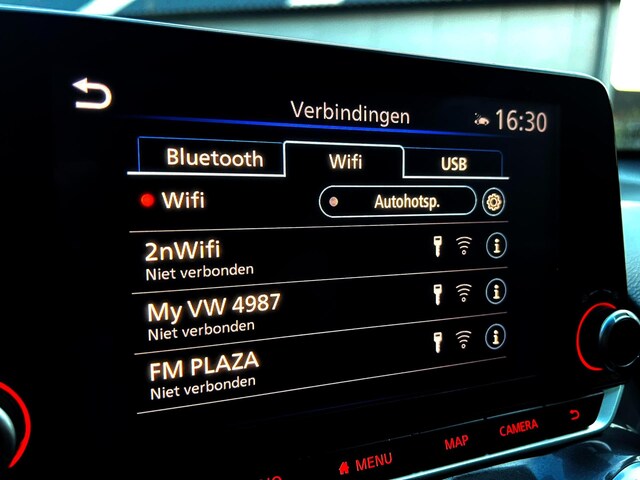 Verbindingen
16:30
Bluetooth
Wifi
USB
Wifi
Autohotsp.
2nWifi
Niet verbonden
My VW 4987
Niet verbonden
FM PLAZA
Niet verbonden
MENU
MAP
CAMERA